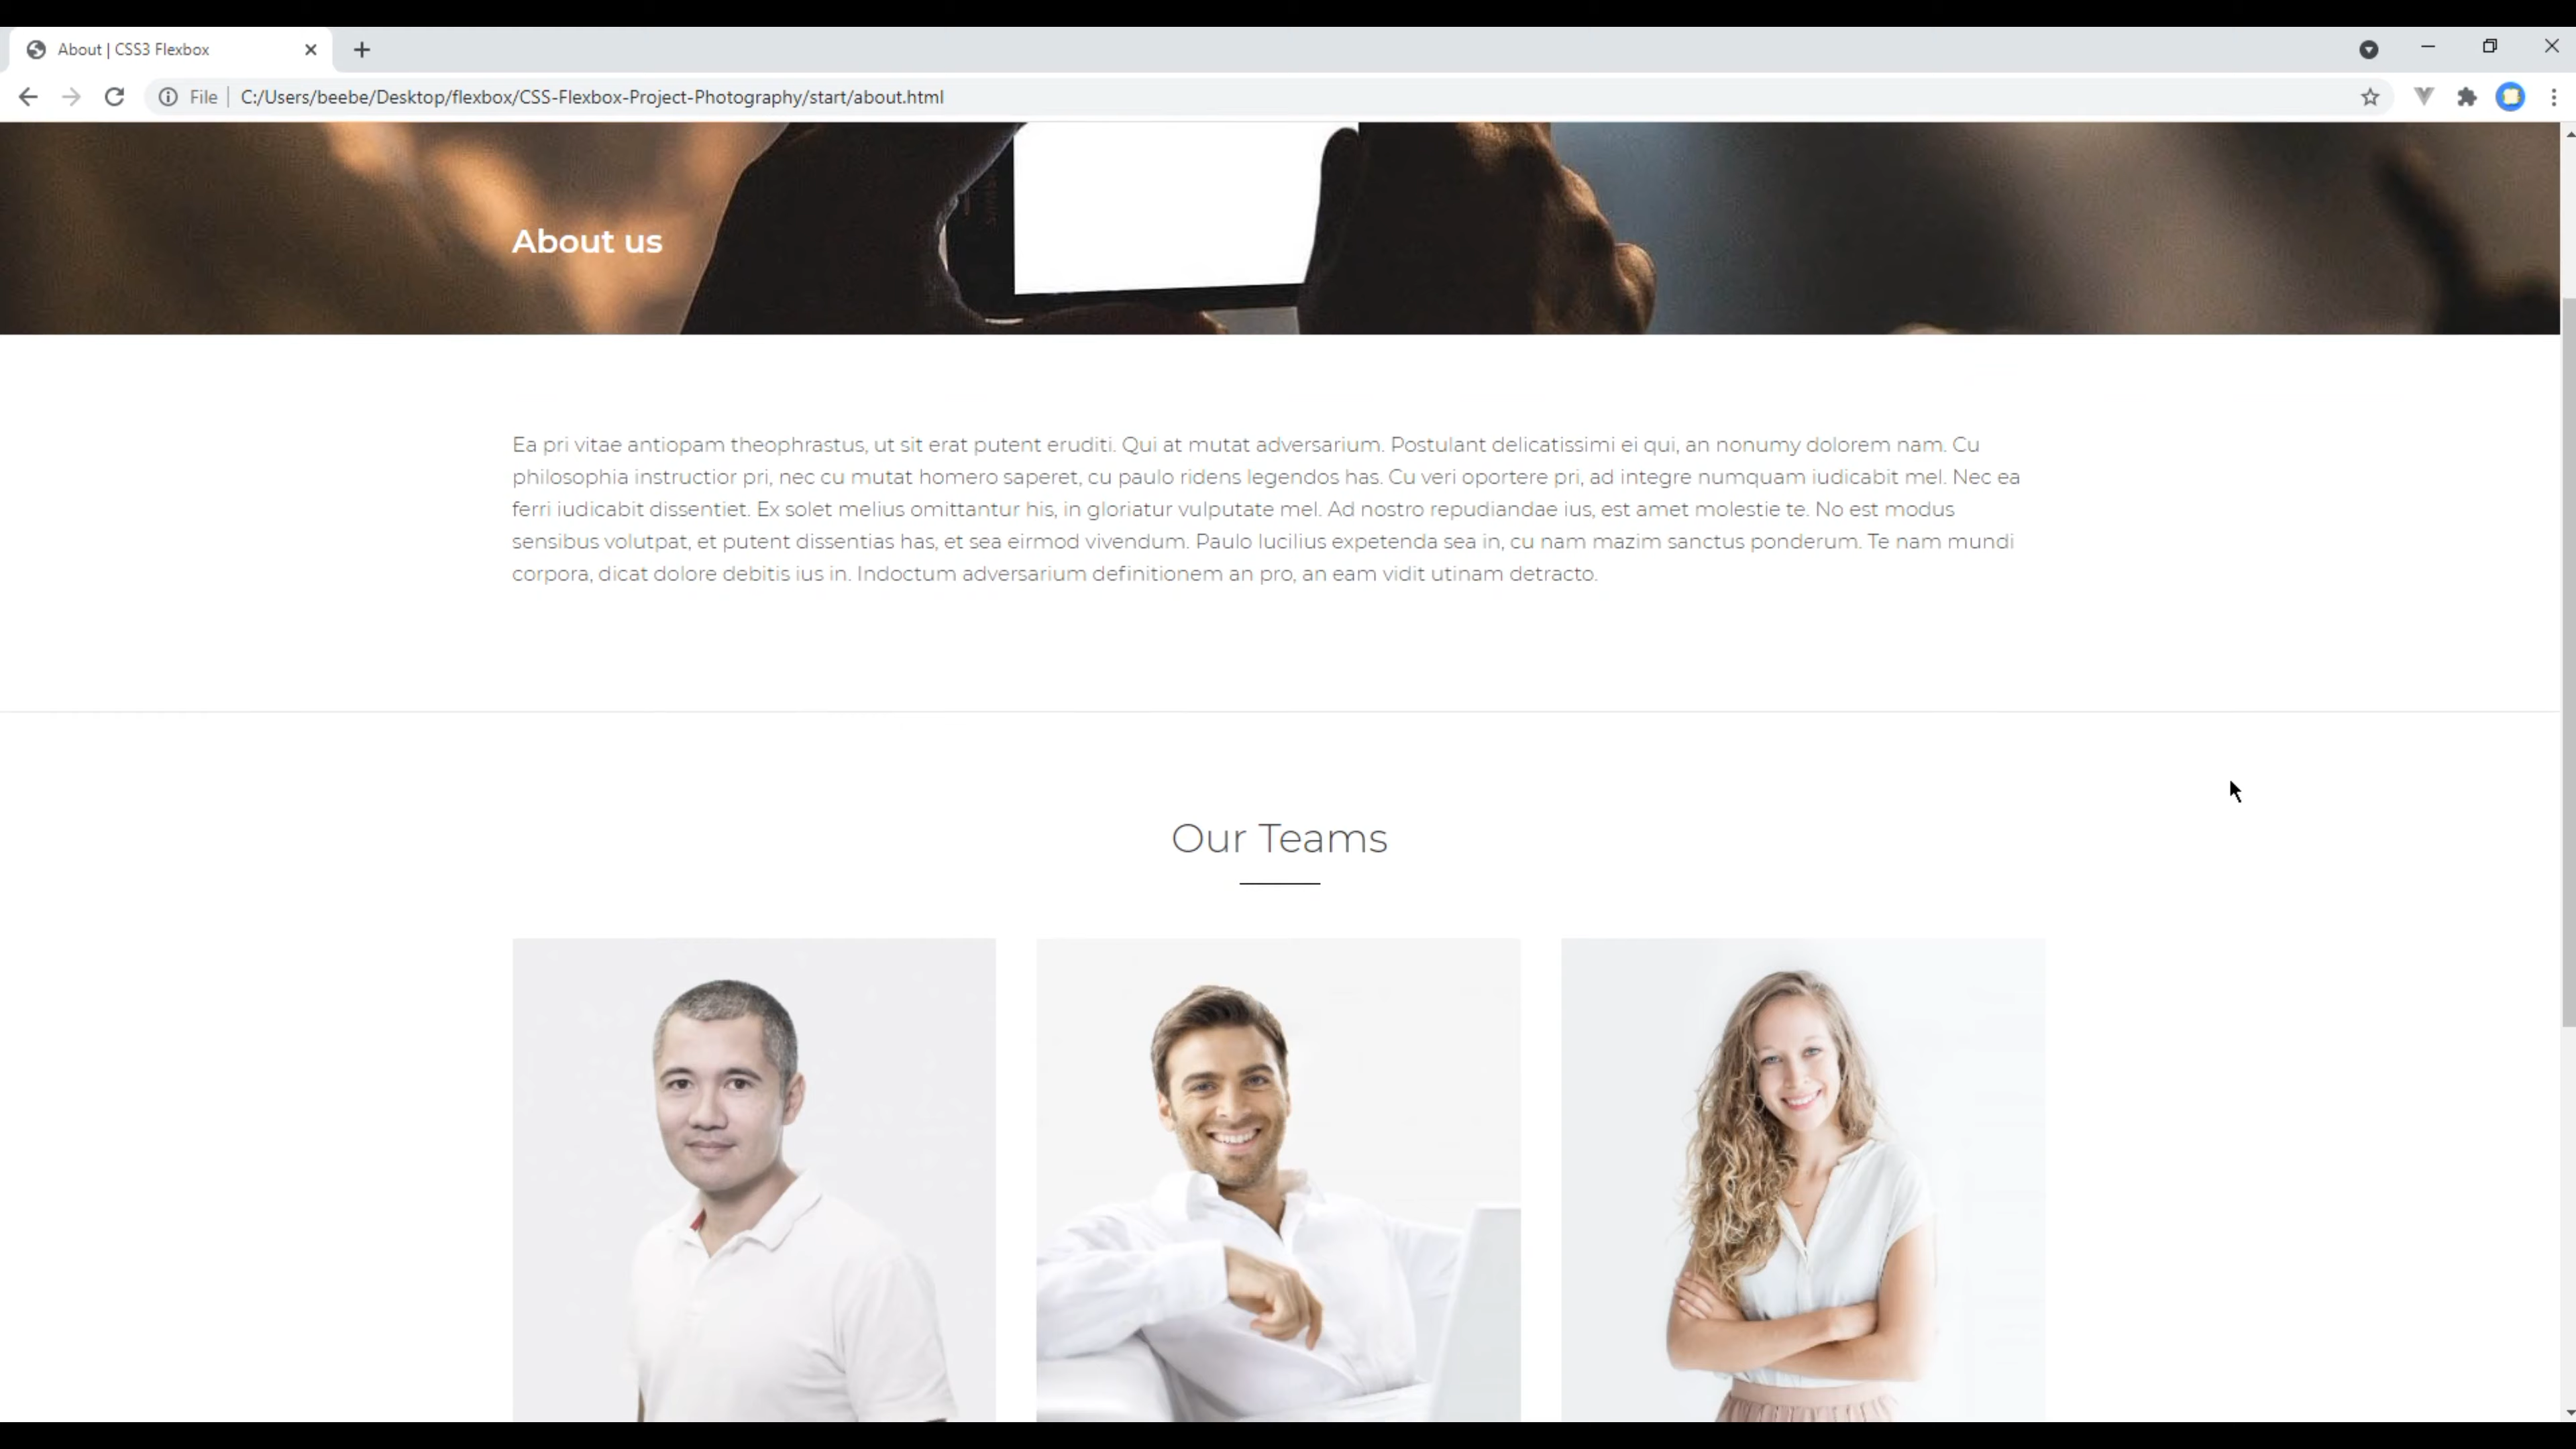 About | CSS3 Flexbox
File
C:/Users/beebe/Desktop/flexbox/CSS-Flexbox-Project-Photography/start/about.html
About us
Ea pri vitae antiopam theophrastus, ut sit erat putent eruditi. Qui at mutat adversarium. Postulant delicatissimi ei qui, an nonumy dolorem nam. Cu
philosophia instructior pri, nec cu mutat homero saperet, cu paulo ridens legendos has. Cu veri oportere pri, ad integre numquam iudicabit mel. Nec ea
ferri iudicabit dissentiet. Ex solet melius omittantur his, in gloriatur vulputate mel. Ad nostro repudiandae ius, est amet molestie te. No est modus
sensibus volutpat, et putent dissentias has, et sea eirmod vivendum. Paulo lucilius expetenda sea in, cu nam mazim sanctus ponderum. Te nam mundi
corpora, dicat dolore debitis ius in. Indoctum adversarium definitionem an pro, an eam vidit utinam detracto.
Our Teams